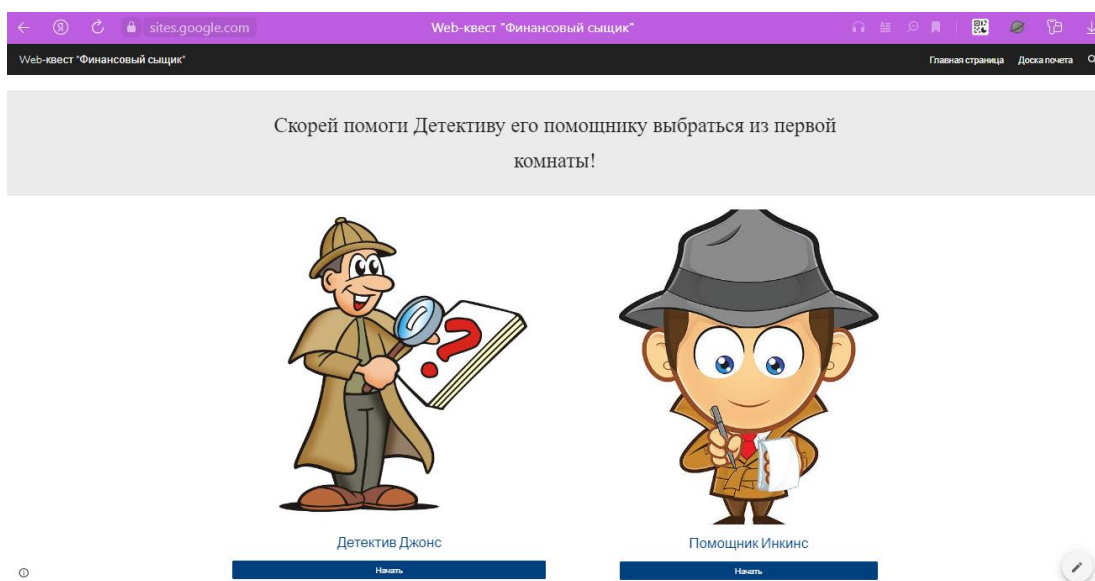 sites.google.com
Web-квест "Финансовый сыщик"
Web-квест "Финансовый сыщик"
Главная страница
Доска почета
Скорей помоги Детективу его помощнику выбраться из первой
комнаты!
Детектив Джонс
Помощник Инкинс
Начать
Начать